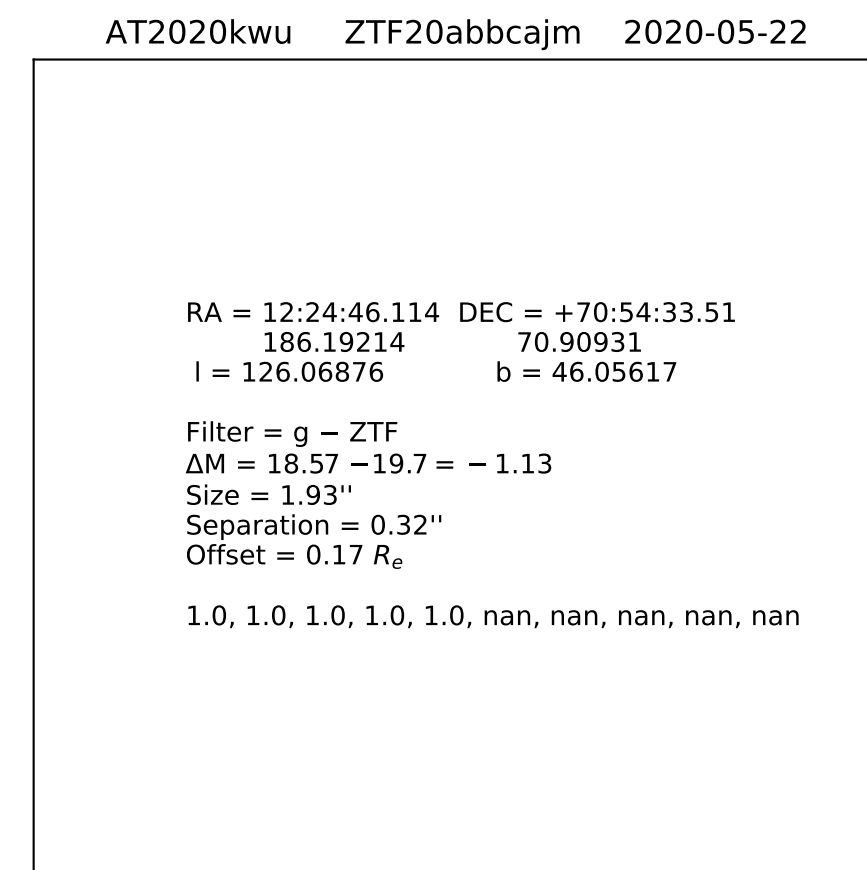 AT2020kwu ZTF20abbcajm 2020-05-22
RA = 12:24:46.114 DEC = +70:54:33.51
186.19214 70.90931
l = 126.06876 b = 46.05617
Filter = g − ZTF
ΔM = 18.57 −19.7 = − 1.13
Size = 1.93''
Separation = 0.32''
Offset = 0.17 Re
1.0, 1.0, 1.0, 1.0, 1.0, nan, nan, nan, nan, nan